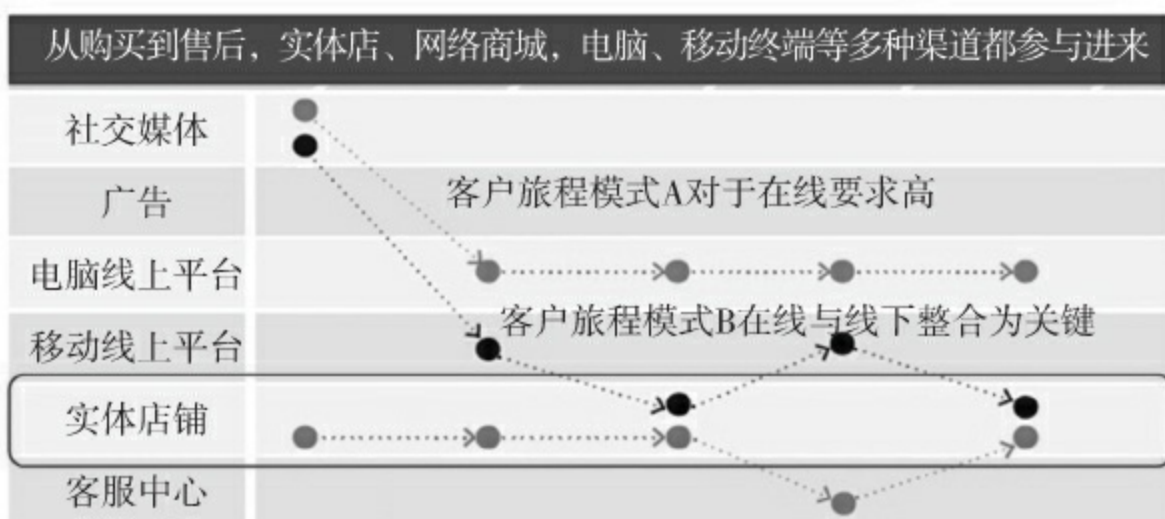 从购买到售后，实体店、网络商城，电脑、移动终端等多种渠道都参与进来
社交媒体
广告
客户旅程模式A对于在线要求高
电脑线上平台
客户旅程模式B在线与线下整合为关键
移动线上平台
实体店铺
客服中心